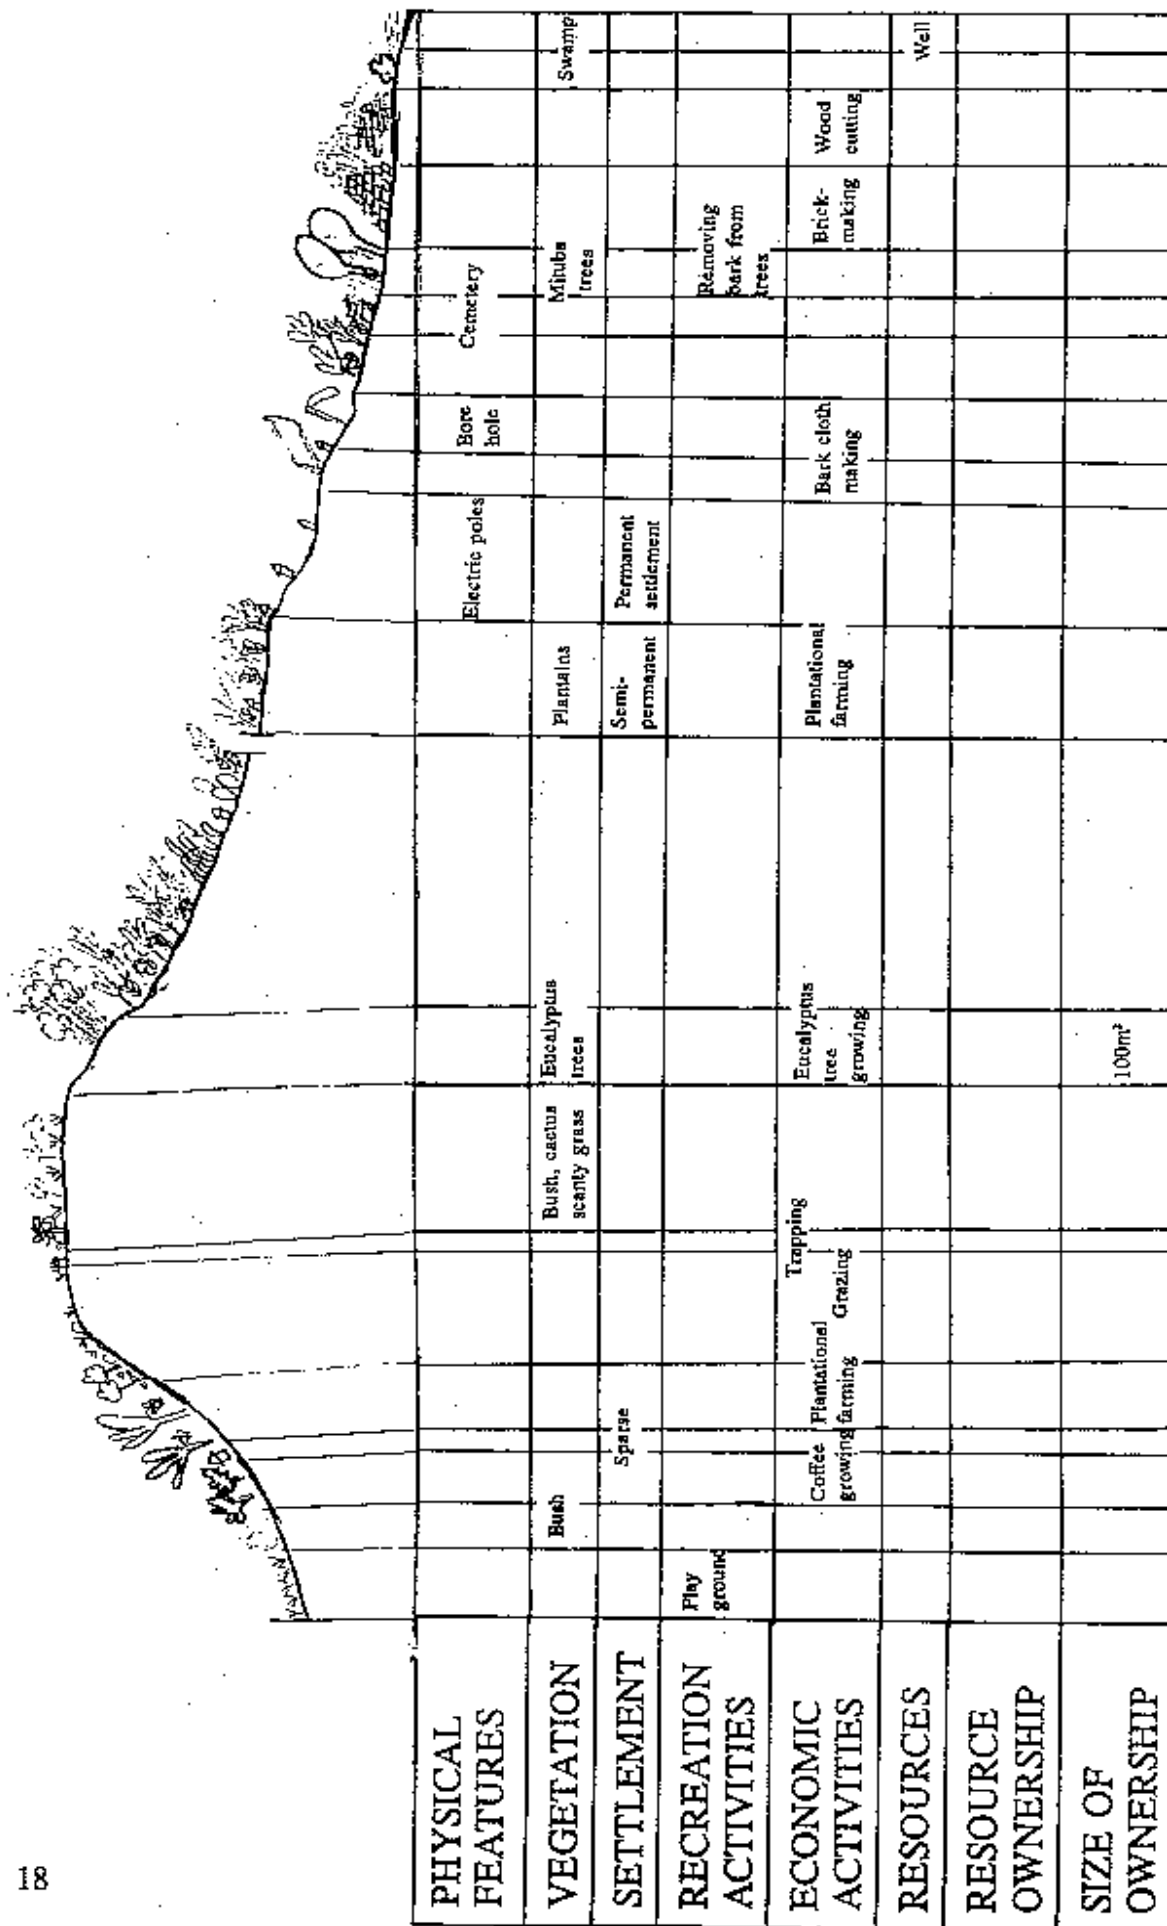 18
PHYSICAL
FEATURES
Electric poles
Bore
hole
Cemetery
VEGETATION
Bush
Bush, cactus
scanty grass
Eucalyptus
trees
Plantains
Mituba
trees
Swamp
SETTLEMENT
Sparse
Semi-
permanent
Permanent
settlement
RECREATION
ACTIVITIES
Play
ground
Removing
bark from
trees
ECONOMIC
ACTIVITIES
Coffee
growing
Plantational
farming
Grazing
Trapping
Eucalyptus
tree
growing
Plantational
farming
Bark cloth
making
Brick-
making
Wood
cutting
RESOURCES
Well
RESOURCE
OWNERSHIP
SIZE OF
OWNERSHIP
100m²